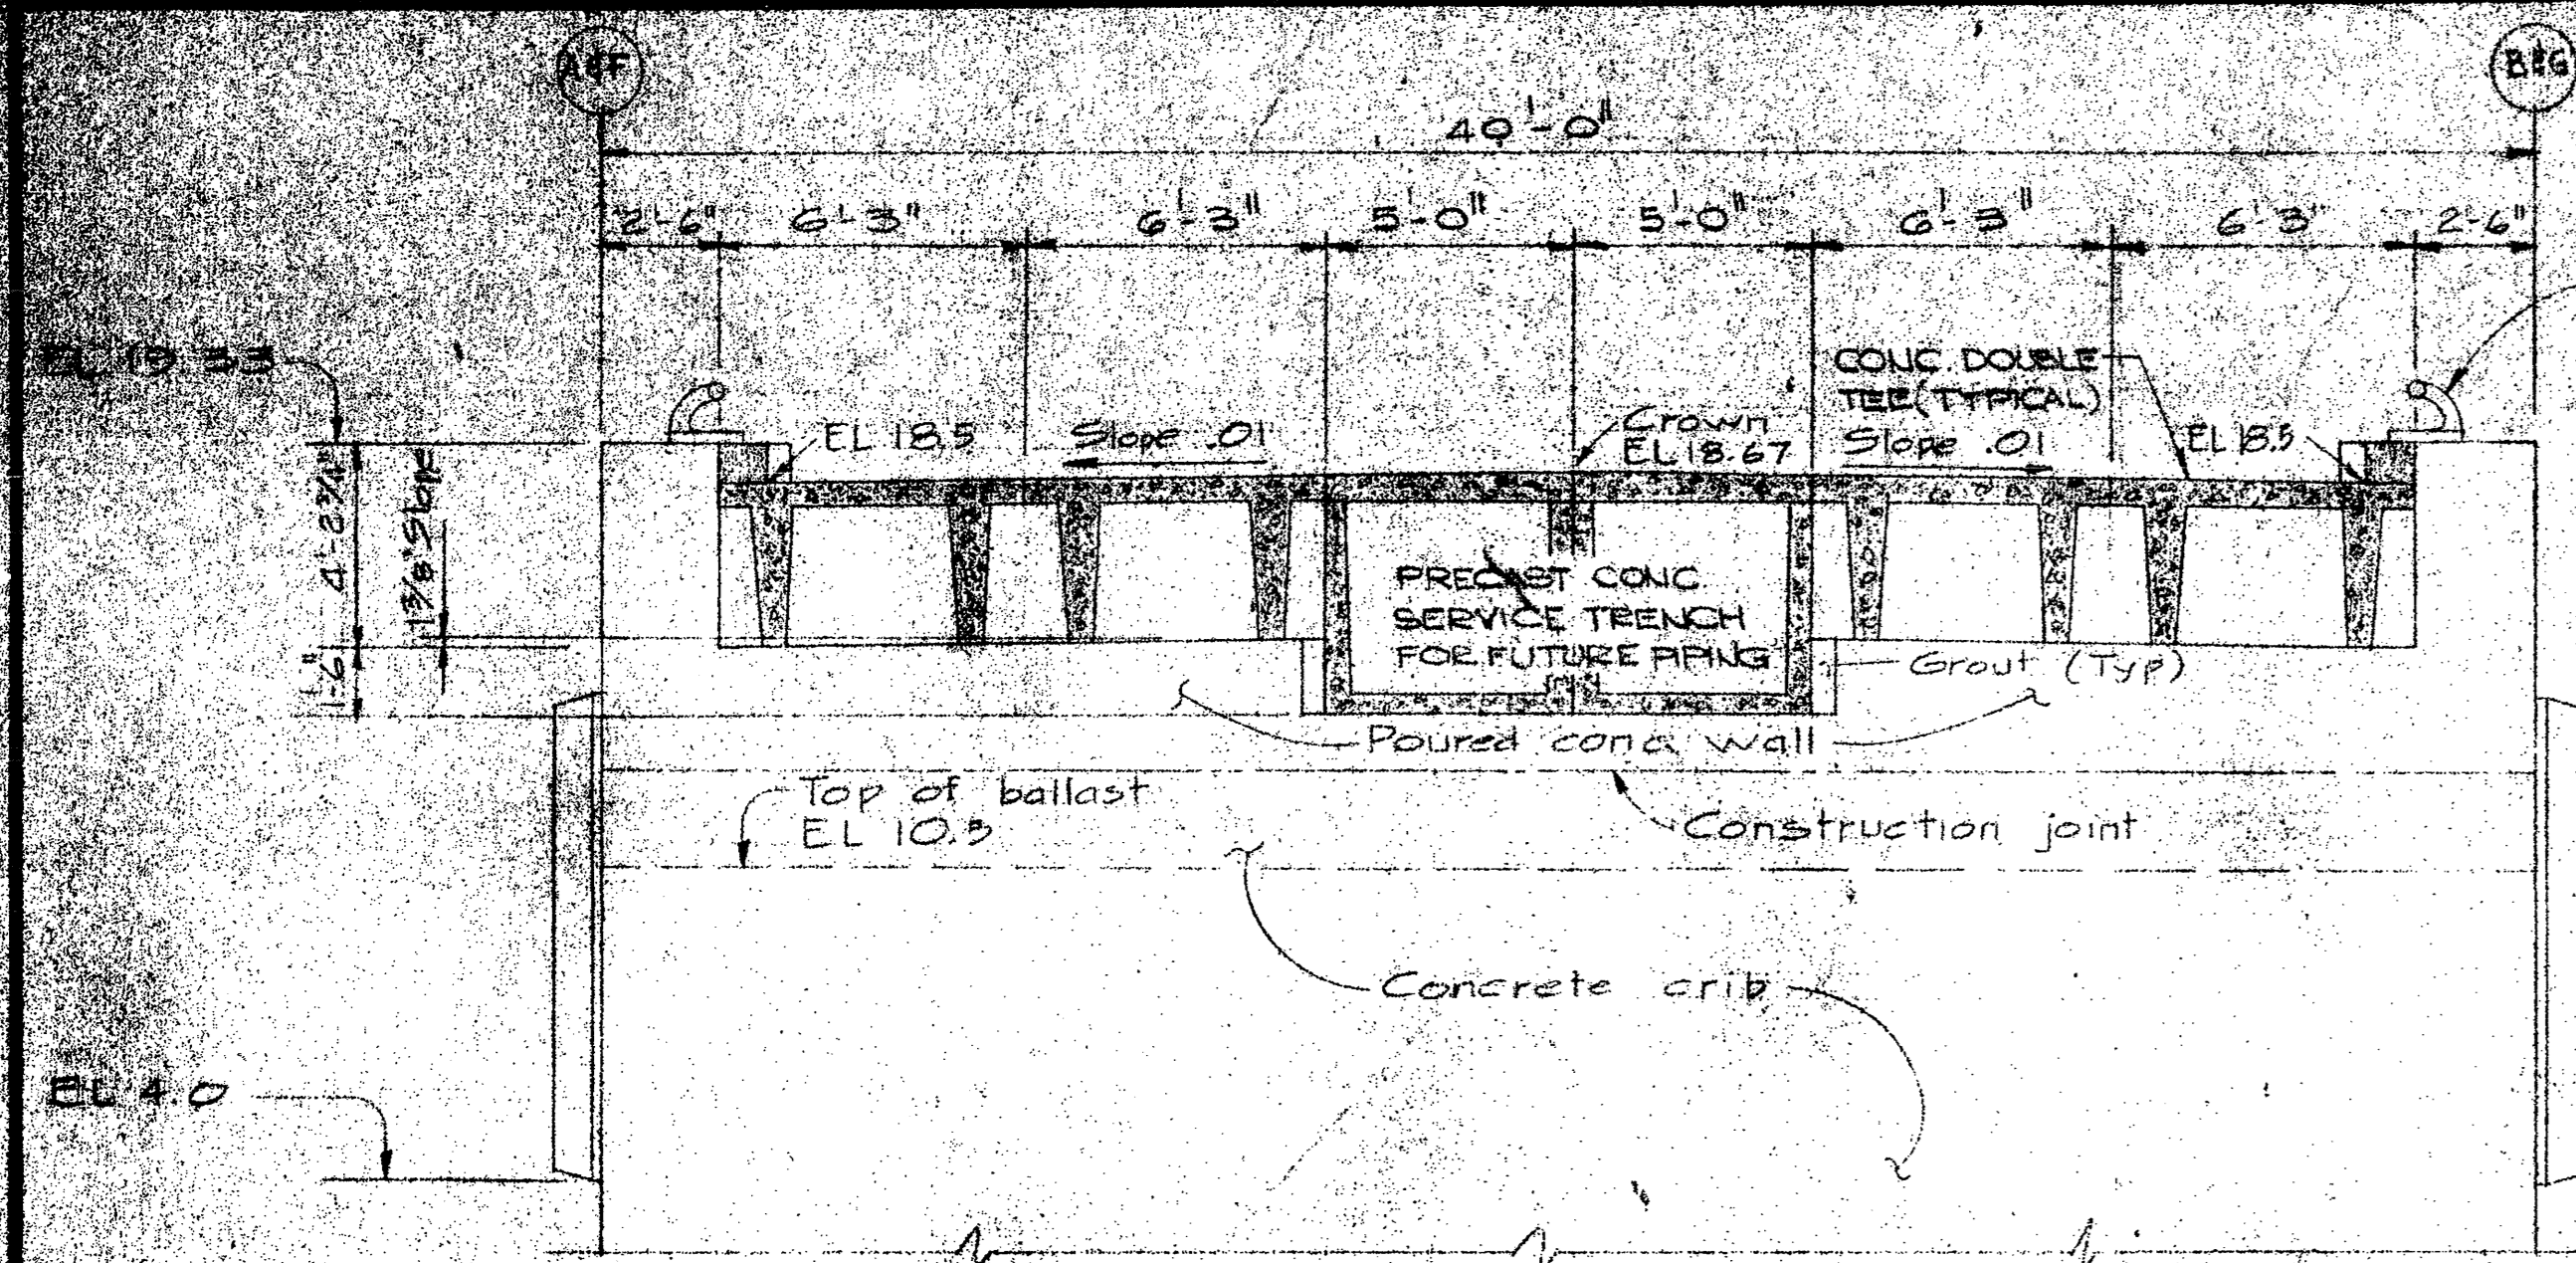 A&F
B&G
40'-0"
2'-6"
6'-3"
6'-3"
5'-0"
5'-0"
6'-3"
6'-3"
2'-6"
EL 19.33
CONC. DOUBLE
TEE (TYPICAL)
EL 18.5
Slope .01
Crown
EL 18.67
Slope .01
EL 18.5
4'-2¾"
1⅜" Slope
1'-6"
PRECAST CONC
SERVICE TRENCH
FOR FUTURE PIPING
Grout (Typ)
Poured conc. wall
Top of ballast
EL 10.5
Construction joint
Concrete crib
EL 4.0